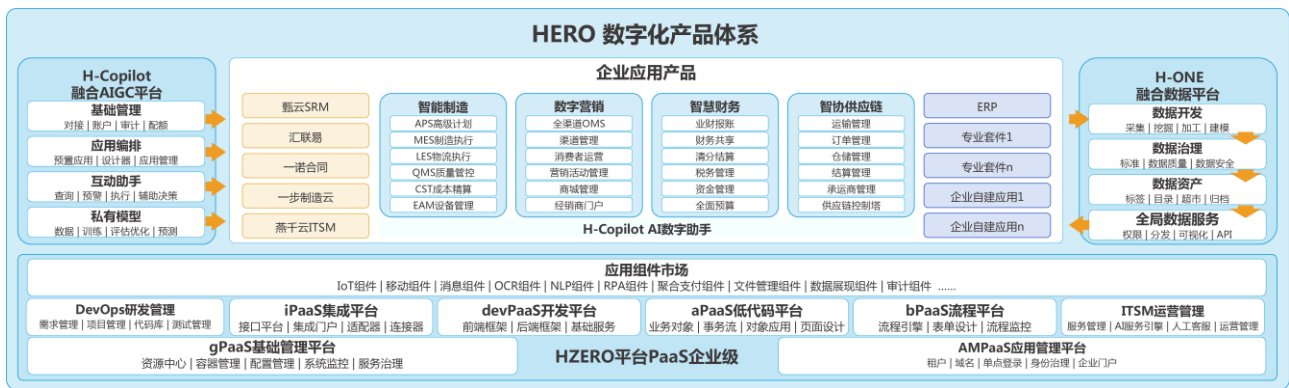 HERO 数字化产品体系
H-Copilot
融合AIGC平台
基础管理
对接 | 账户 | 审计 | 配额
应用编排
预置应用 | 设计器 | 应用管理
互动助手
查询 | 预警 | 执行 | 辅助决策
私有模型
数据 | 训练 | 评估优化 | 预测
企业应用产品
甄云SRM
汇联易
一诺合同
一步制造云
燕千云ITSM
智能制造
APS高级计划
MES制造执行
LES物流执行
QMS质量管控
CST成本精算
EAM设备管理
数字营销
全渠道OMS
渠道管理
消费者运营
营销活动管理
商城管理
经销商门户
智慧财务
业财报账
财务共享
清分结算
税务管理
资金管理
全面预算
智协供应链
运输管理
订单管理
仓储管理
结算管理
承运商管理
供应链控制塔
H-Copilot AI数字助手
ERP
专业套件1
专业套件n
企业自建应用1
企业自建应用n
H-ONE
融合数据平台
数据开发
采集 | 挖掘 | 加工 | 建模
数据治理
标准 | 数据质量 | 数据安全
数据资产
标签 | 目录 | 超市 | 归档
全局数据服务
权限 | 分发 | 可视化 | API
应用组件市场
IoT组件 | 移动组件 | 消息组件 | OCR组件 | NLP组件 | RPA组件 | 聚合支付组件 | 文件管理组件 | 数据展现组件 | 审计组件 ……
DevOps研发管理
需求管理 | 项目管理 | 代码库 | 测试管理
iPaaS集成平台
接口平台 | 集成门户 | 适配器 | 连接器
devPaaS开发平台
前端框架 | 后端框架 | 基础服务
aPaaS低代码平台
业务对象 | 事务流 | 对象应用 | 页面设计
bPaaS流程平台
流程引擎 | 表单设计 | 流程监控
ITSM运营管理
服务管理 | AI服务引擎 | 人工客服 | 运营管理
gPaaS基础管理平台
资源中心 | 容器管理 | 配置管理 | 系统监控 | 服务治理
HZERO平台PaaS企业级
AMPaaS应用管理平台
租户 | 域名 | 单点登录 | 身份治理 | 企业门户